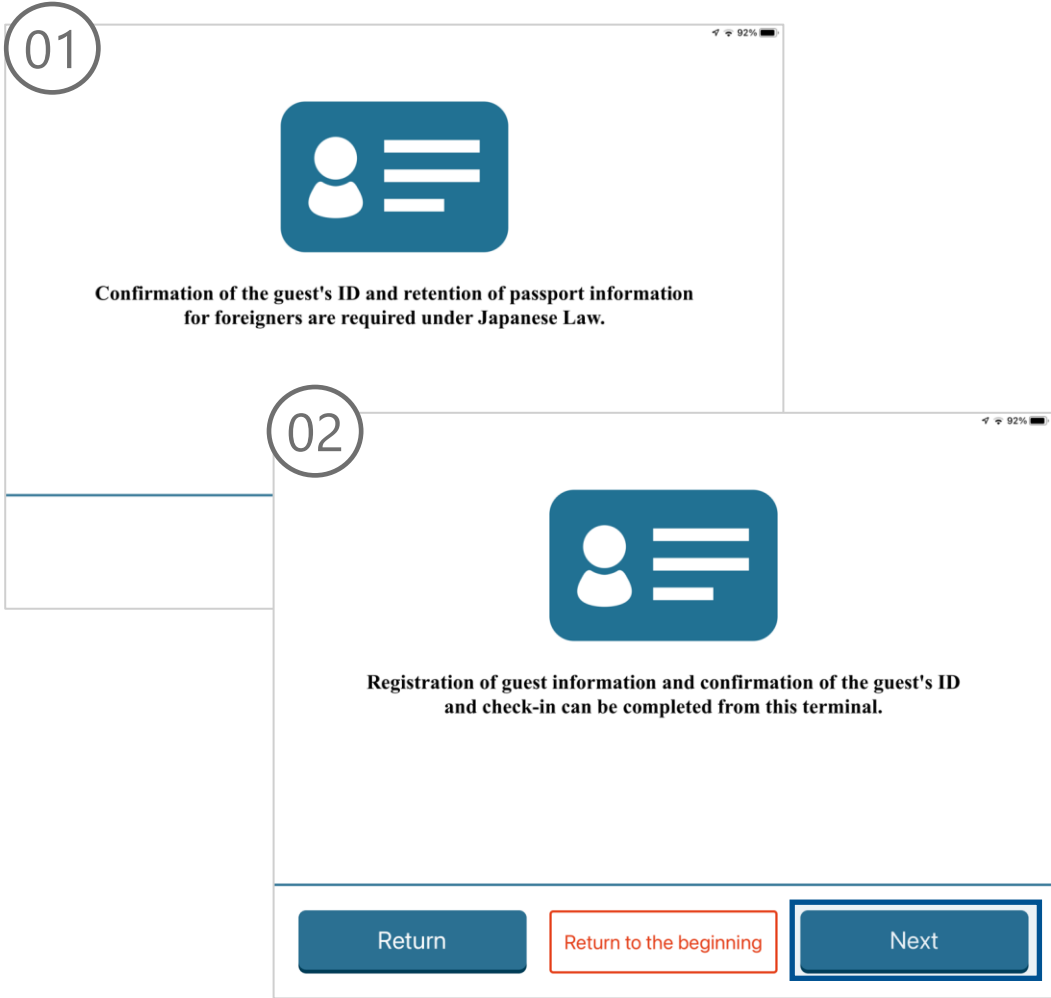 01
92%
Confirmation of the guest's ID and retention of passport information
for foreigners are required under Japanese Law.
02
92%
Registration of guest information and confirmation of the guest's ID
and check-in can be completed from this terminal.
Return
Return to the beginning
Next